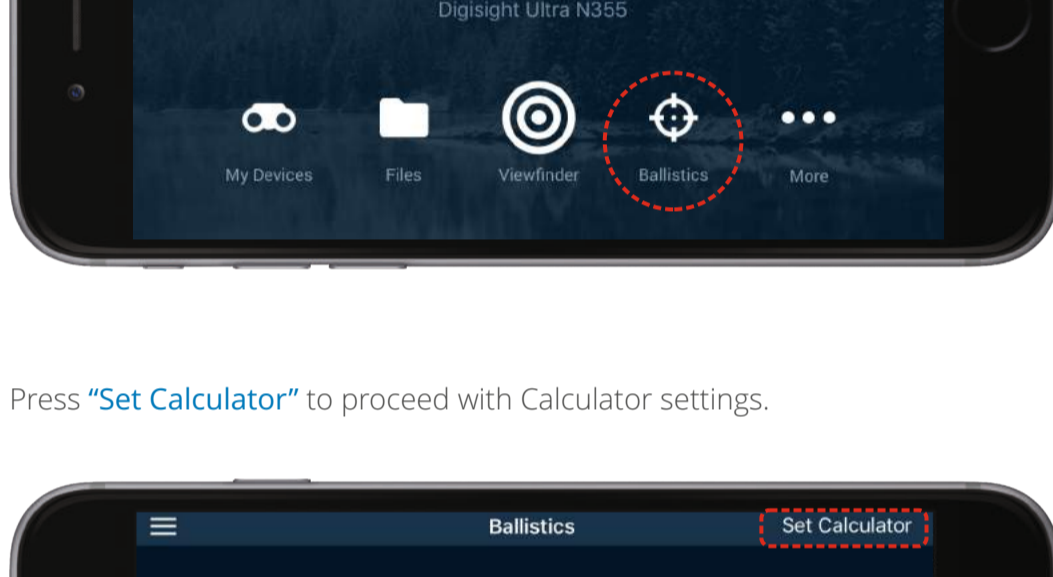 Digisight Ultra N355
My Devices Files Viewfinder Ballistics More
Press “Set Calculator” to proceed with Calculator settings.
Ballistics Set Calculator